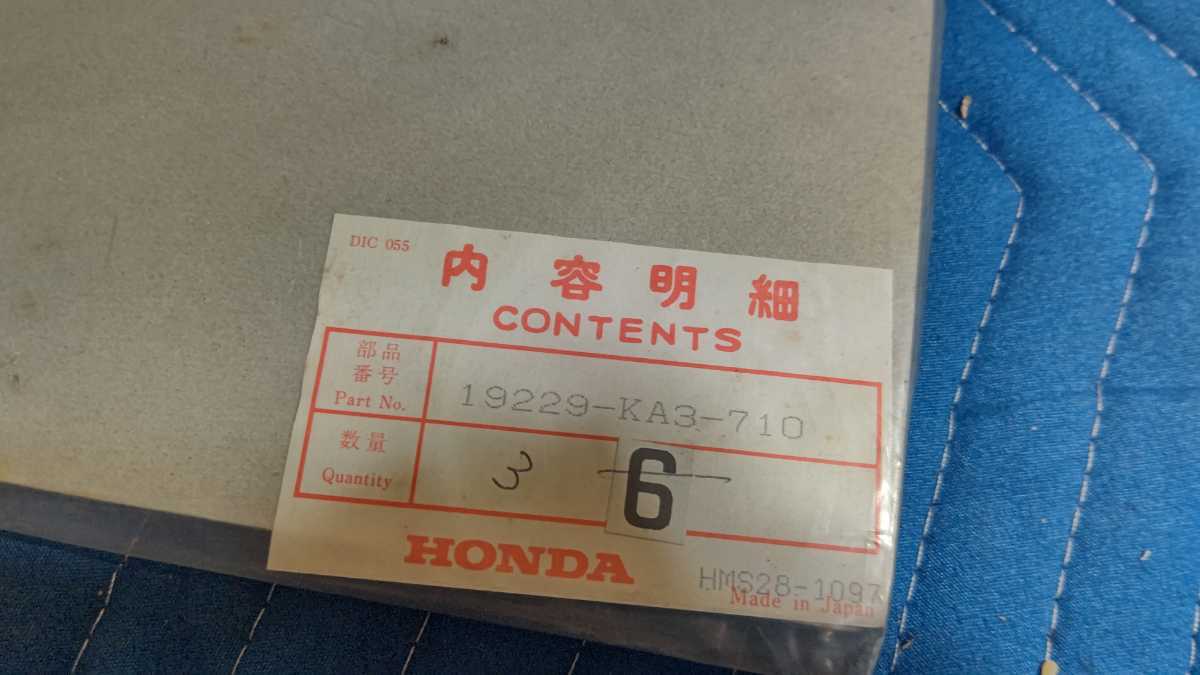 DIC 055
内容明細
CONTENTS
部品
番号
Part No.
19229-KA3-710
数量
Quantity
3 6
HONDA
HMS28-1097
Made in Japan